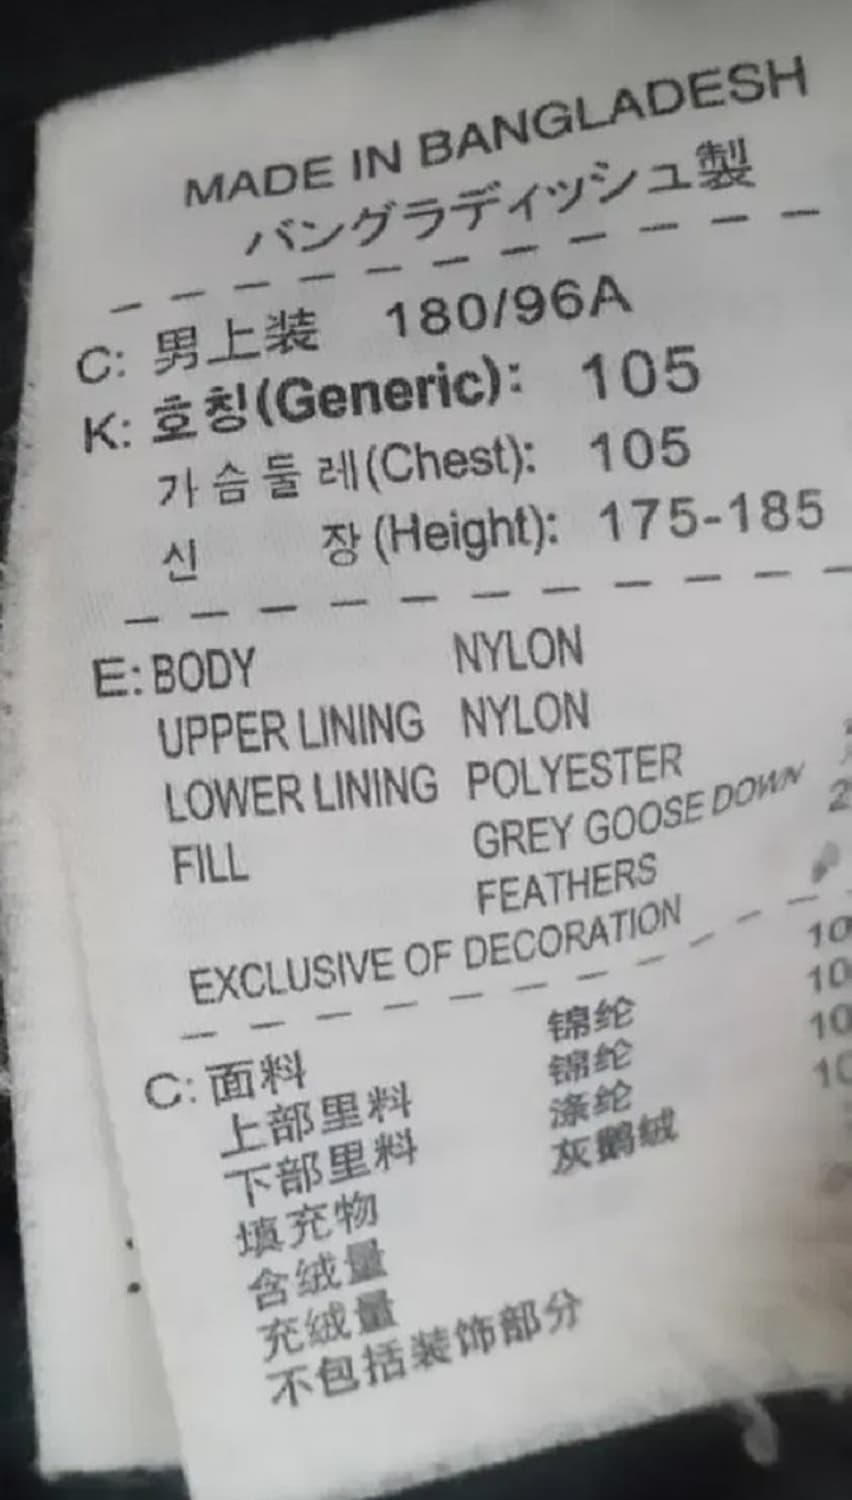 MADE IN BANGLADESH
バングラディッシュ製
C: 男上装 180/96A
K: 호칭(Generic): 105
가슴둘레(Chest): 105
신 장(Height): 175-185
E: BODY NYLON
UPPER LINING NYLON
LOWER LINING POLYESTER
FILL GREY GOOSE DOWN
FEATHERS
EXCLUSIVE OF DECORATION
C: 面料 锦纶
上部里料 锦纶
下部里料 涤纶
填充物 灰鹅绒
含绒量
充绒量
不包括装饰部分